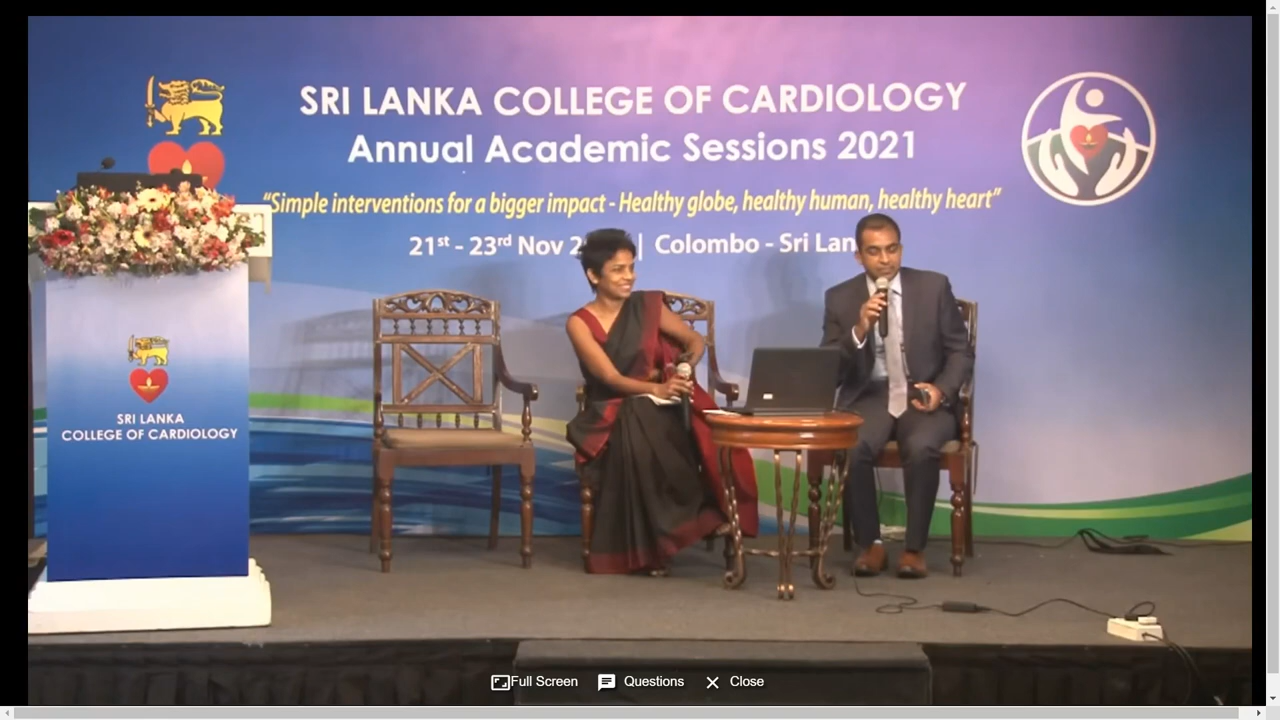 SRI LANKA COLLEGE OF CARDIOLOGY
Annual Academic Sessions 2021
“Simple interventions for a bigger impact - Healthy globe, healthy human, healthy heart”
21st - 23rd Nov | Colombo - Sri
SRI LANKA
COLLEGE OF CARDIOLOGY
Full Screen Questions Close